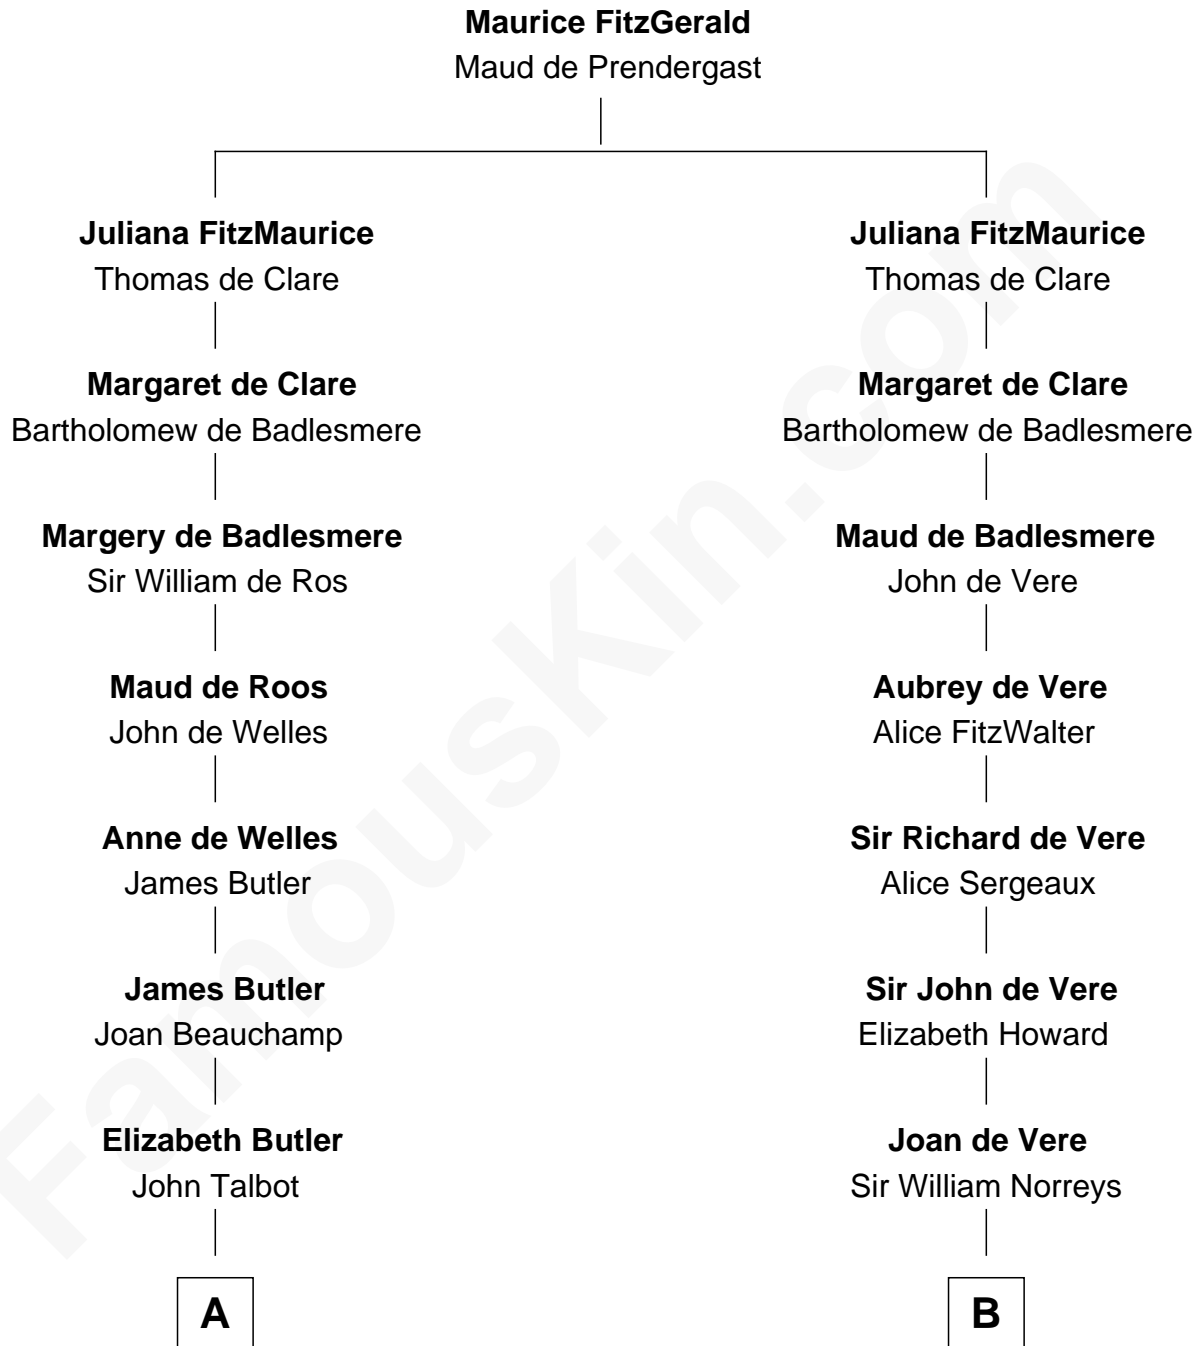 Maurice FitzGerald
Maud de Prendergast
Juliana FitzMaurice
Thomas de Clare
Margaret de Clare
Bartholomew de Badlesmere
Margery de Badlesmere
Sir William de Ros
Maud de Roos
John de Welles
Anne de Welles
James Butler
James Butler
Joan Beauchamp
Elizabeth Butler
John Talbot
A
Juliana FitzMaurice
Thomas de Clare
Margaret de Clare
Bartholomew de Badlesmere
Maud de Badlesmere
John de Vere
Aubrey de Vere
Alice FitzWalter
Sir Richard de Vere
Alice Sergeaux
Sir John de Vere
Elizabeth Howard
Joan de Vere
Sir William Norreys
B
FamousKin.com